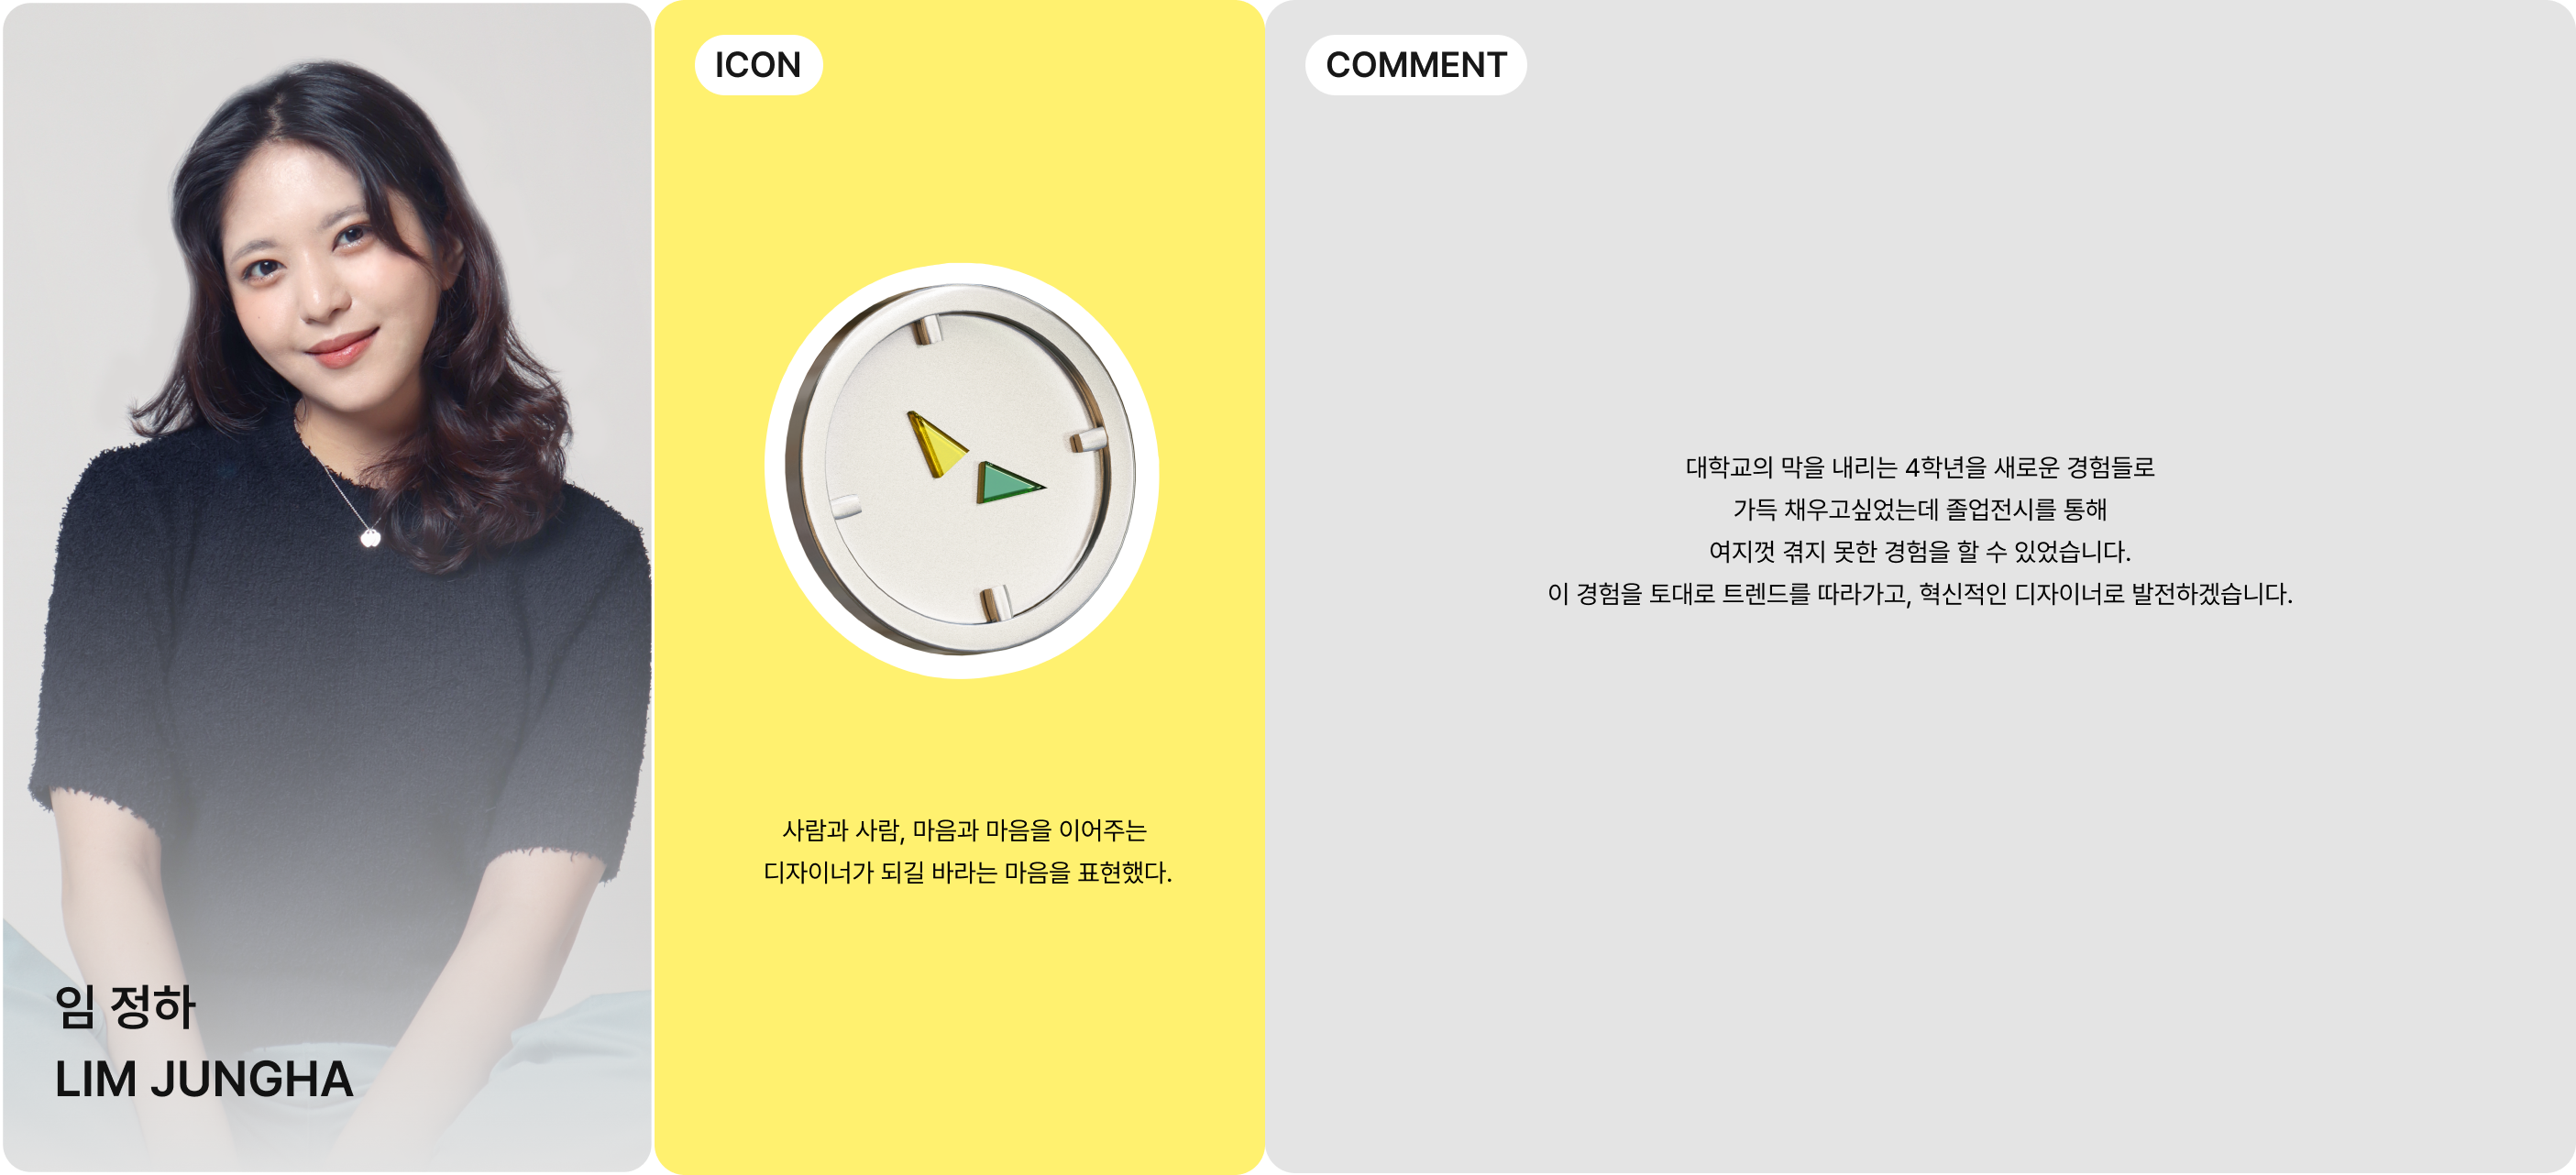 임 정하
LIM JUNGHA
ICON
사람과 사람, 마음과 마음을 이어주는
디자이너가 되길 바라는 마음을 표현했다.
COMMENT
대학교의 막을 내리는 4학년을 새로운 경험들로
가득 채우고싶었는데 졸업전시를 통해
여지껏 겪지 못한 경험을 할 수 있었습니다.
이 경험을 토대로 트렌드를 따라가고, 혁신적인 디자이너로 발전하겠습니다.